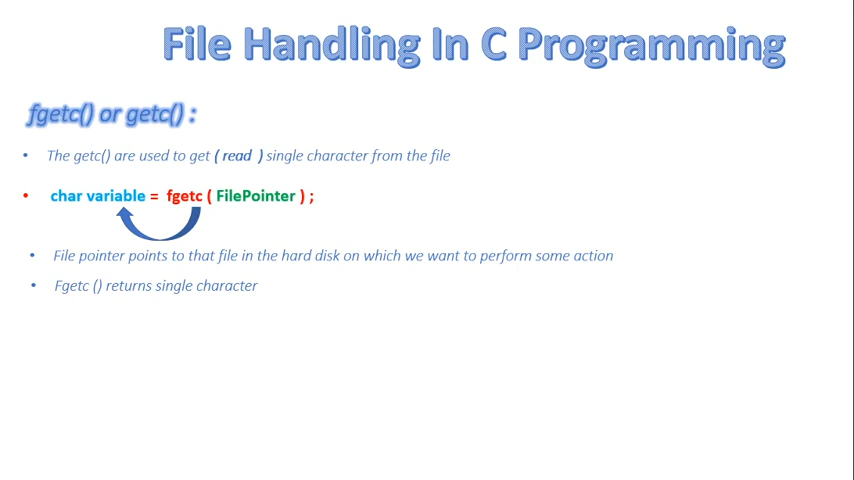 File Handling In C Programming
fgetc() or getc() :
• The getc() are used to get ( read ) single character from the file
• char variable = fgetc ( FilePointer ) ;
• File pointer points to that file in the hard disk on which we want to perform some action
• Fgetc () returns single character